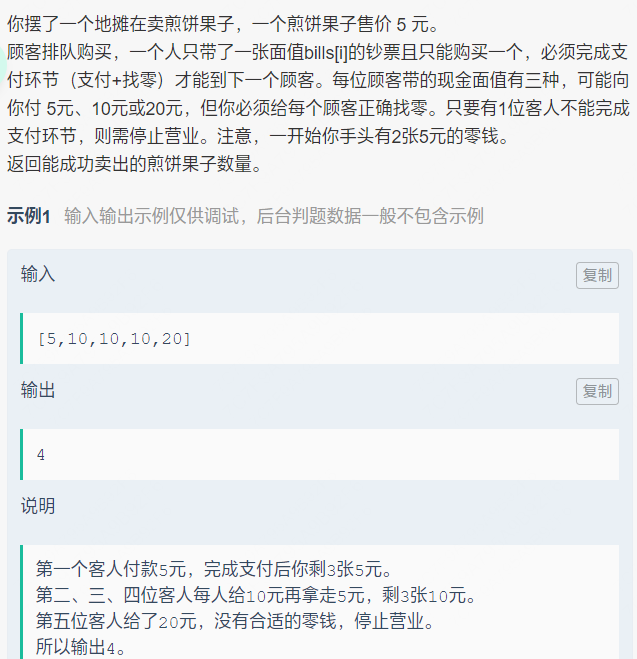 你摆了一个地摊在卖煎饼果子，一个煎饼果子售价 5 元。
顾客排队购买，一个人只带了一张面值bills[i]的钞票且只能购买一个，必须完成支
付环节（支付+找零）才能到下一个顾客。每位顾客带的现金面值有三种，可能向
你付 5元、10元或20元，但你必须给每个顾客正确找零。只要有1位客人不能完成
支付环节，则需停止营业。注意，一开始你手头有2张5元的零钱。
返回能成功卖出的煎饼果子数量。
示例1 输入输出示例仅供调试，后台判题数据一般不包含示例
输入 复制
[5,10,10,10,20]
输出 复制
4
说明
第一个客人付款5元，完成支付后你剩3张5元。
第二、三、四位客人每人给10元再拿走5元，剩3张10元。
第五位客人给了20元，没有合适的零钱，停止营业。
所以输出4。